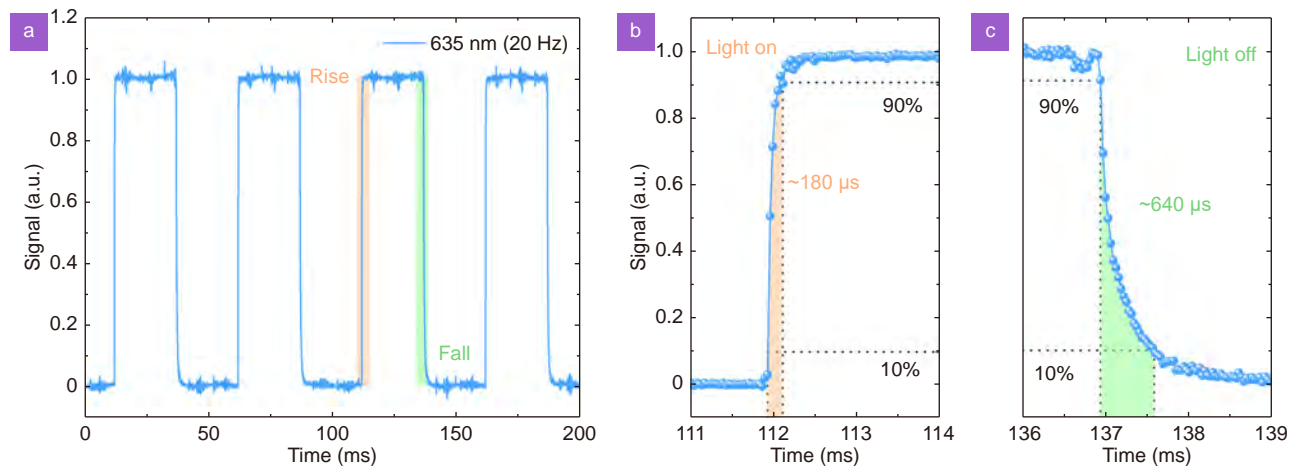 a
635 nm (20 Hz)
Rise
Fall
Signal (a.u.)
1.0
0.8
0.6
0.4
0.2
0
0
50
100
150
200
Time (ms)
b
Light on
90%
~180 µs
10%
Signal (a.u.)
1.0
0.8
0.6
0.4
0.2
0
111
112
113
114
Time (ms)
c
Light off
90%
~640 µs
10%
136
137
138
139
Time (ms)